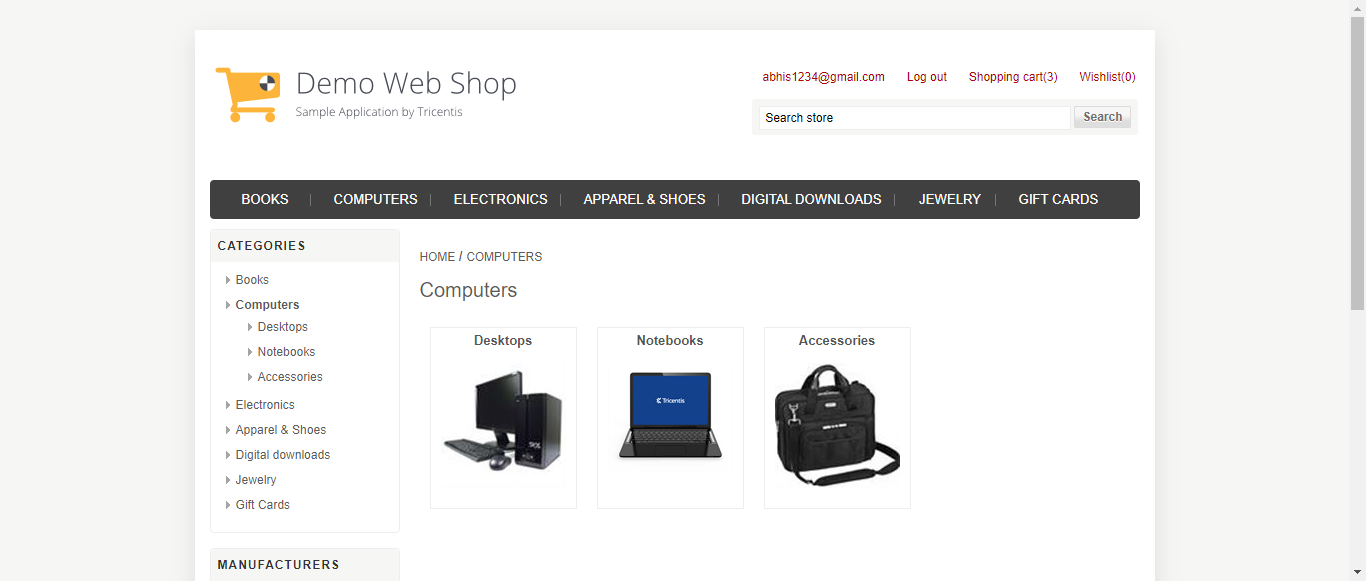 Demo Web Shop
Sample Application by Tricentis
abhis1234@gmail.com Log out Shopping cart(3) Wishlist(0)
Search store Search
BOOKS COMPUTERS ELECTRONICS APPAREL & SHOES DIGITAL DOWNLOADS JEWELRY GIFT CARDS
CATEGORIES
Books
Computers
Desktops
Notebooks
Accessories
Electronics
Apparel & Shoes
Digital downloads
Jewelry
Gift Cards
MANUFACTURERS
HOME / COMPUTERS
Computers
Desktops Notebooks Accessories
Tricentis